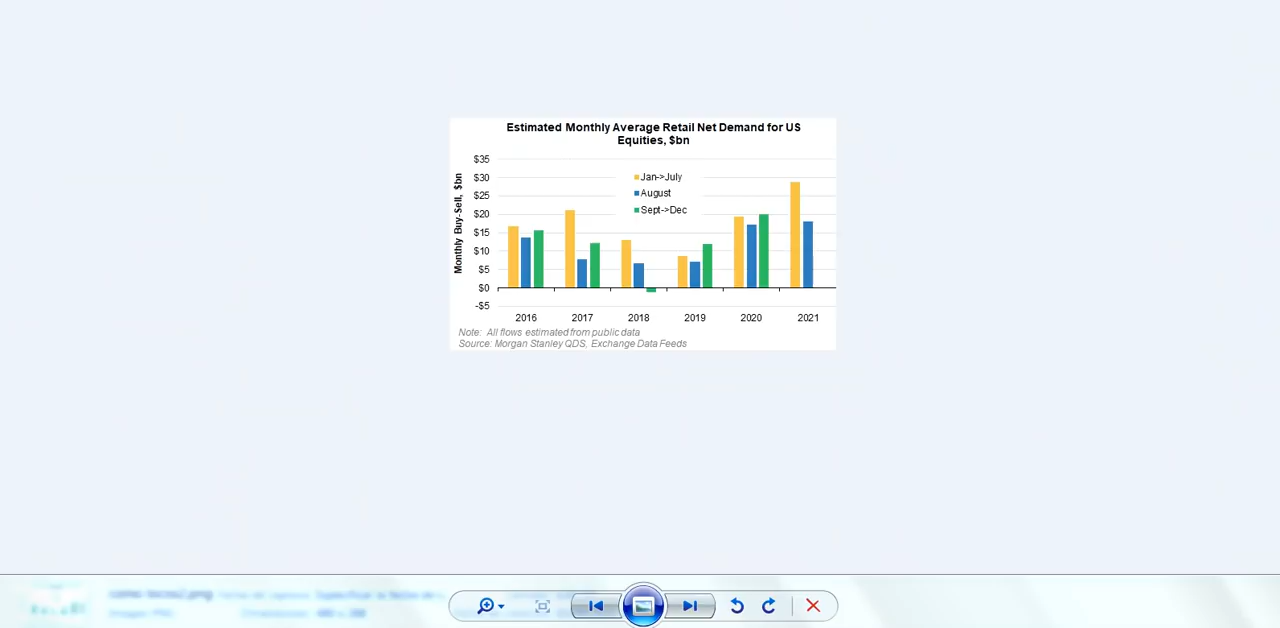 Estimated Monthly Average Retail Net Demand for US
Equities, $bn
Monthly Buy-Sell, $bn
$35
$30
$25
$20
$15
$10
$5
$0
-$5
Jan->July
August
Sept->Dec
2016 2017 2018 2019 2020 2021
Note: All flows estimated from public data
Source: Morgan Stanley QDS, Exchange Data Feeds